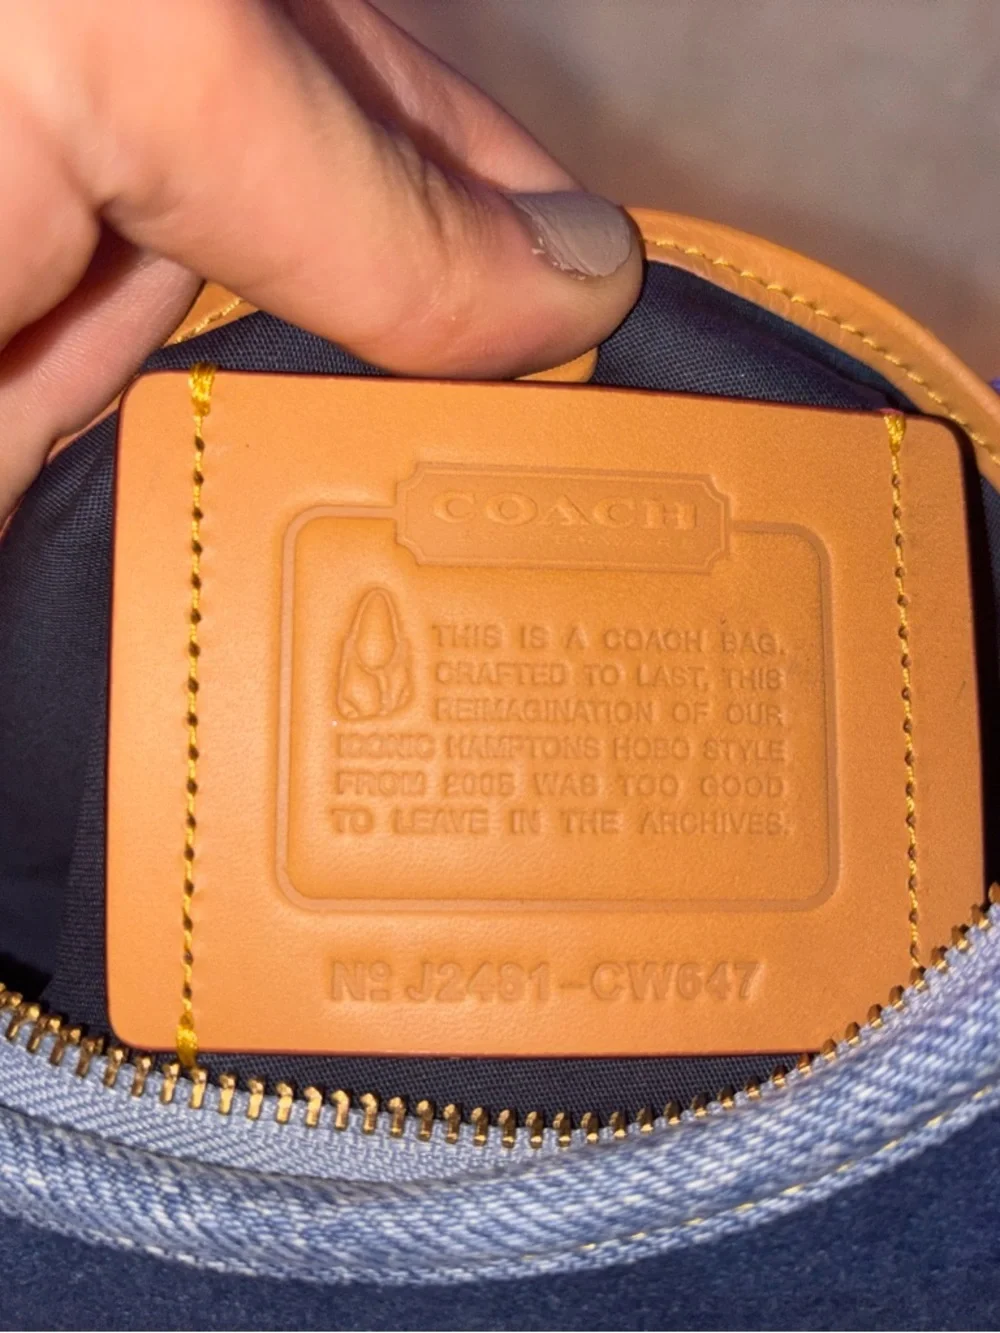 COACH
THIS IS A COACH BAG.
CRAFTED TO LAST, THIS
REIMAGINATION OF OUR
ICONIC HAMPTONS HOBO STYLE
FROM 2005 WAS TOO GOOD
TO LEAVE IN THE ARCHIVES.
Nº J2481-CW647